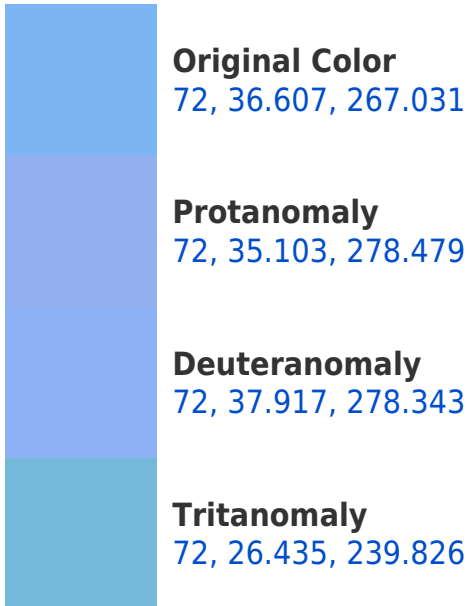 Original Color
72, 36.607, 267.031
Protanomaly
72, 35.103, 278.479
Deuteranomaly
72, 37.917, 278.343
Tritanomaly
72, 26.435, 239.826